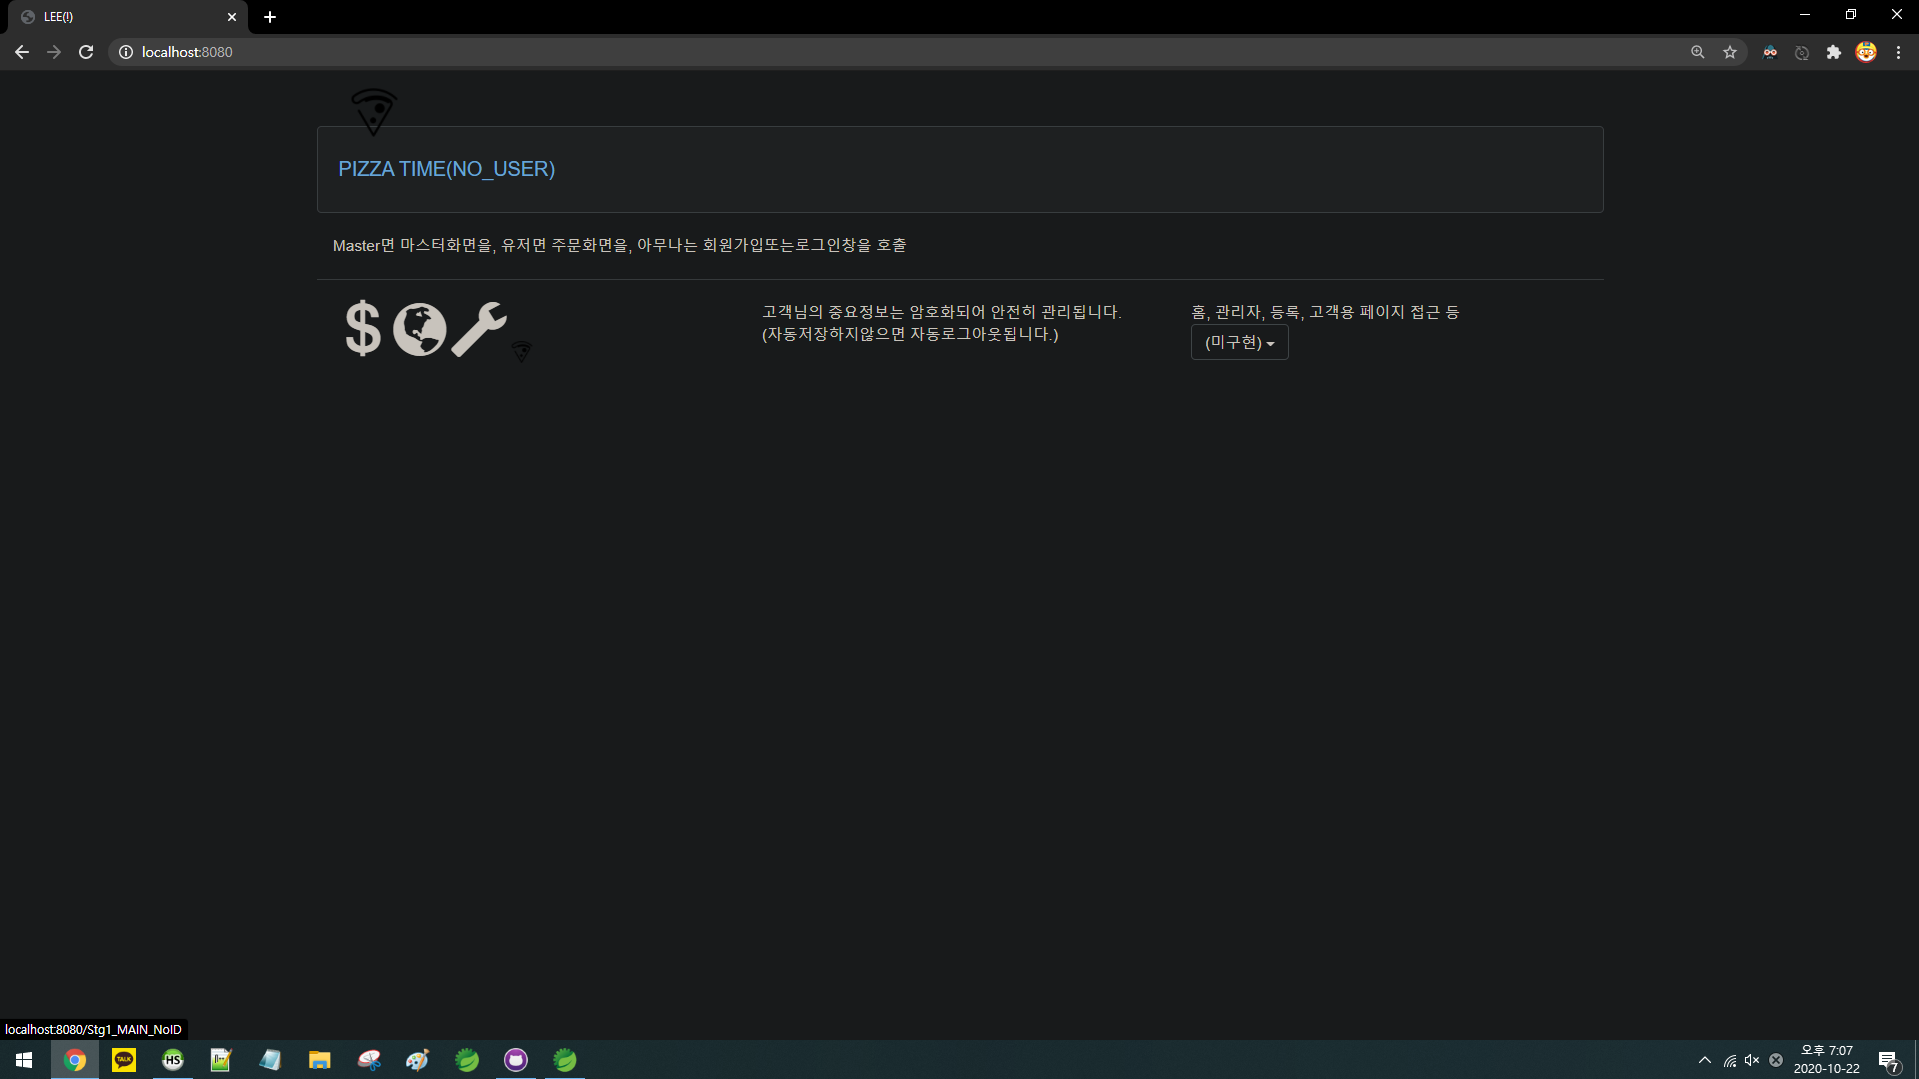 LEE(!)
localhost:8080
PIZZA TIME(NO_USER)
Master면 마스터화면을, 유저면 주문화면을, 아무나는 회원가입또는로그인창을 호출
고객님의 중요정보는 암호화되어 안전히 관리됩니다.
(자동저장하지않으면 자동로그아웃됩니다.)
홈, 관리자, 등록, 고객용 페이지 접근 등
(미구현)
localhost:8080/Stg1_MAIN_NoID
TALK
HS
오후 7:07
2020-10-22
7